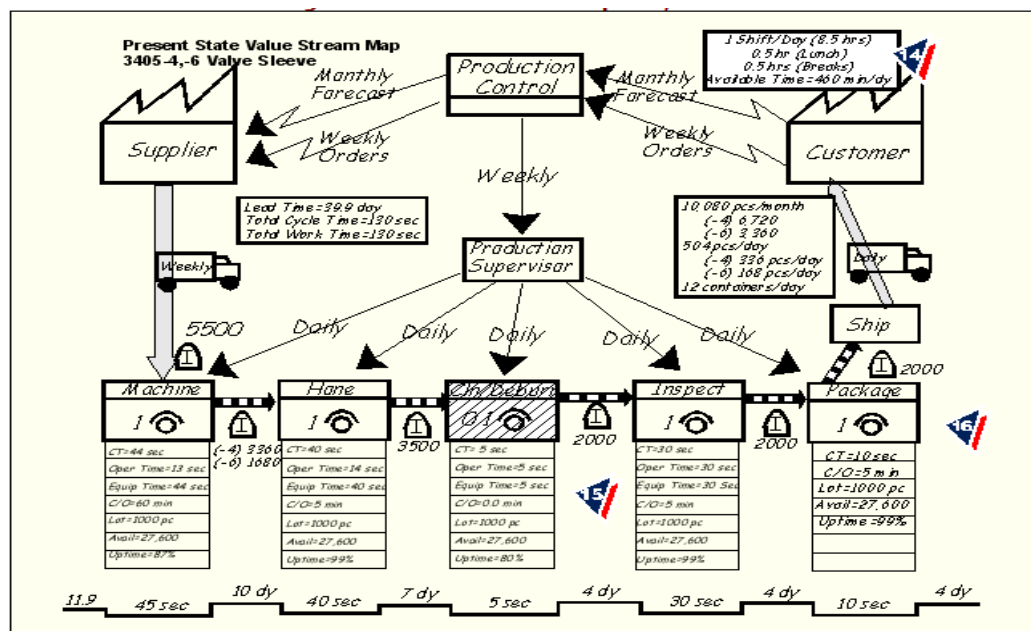 Present State Value Stream Map
3405-4,-6 Valve Sleeve
1 Shift/Day (8.5 hrs)
0.5 hr (Lunch)
0.5 hrs (Breaks)
Available Time=460 min/dy
14
Production
Control
Monthly
Farecast
Monthly
Farecast
Supplier
Customer
Weekly
Orders
Weekly
Orders
Weekly
Lead Time=39.9 day
Total Cycle Time=130 sec
Total Work Time=130 sec
10,080 pcs/month
(-4) 6,720
(-6) 3,360
504 pcs/day
(-4) 336 pcs/day
(-6) 168 pcs/day
12 containers/day
Production
Supervisar
Weekly
Daily
Ship
5500
Daily
Daily
Daily
Daily
Daily
I
I
2000
Machine
Hane
Cln/Deburr
Inspect
Package
1
1
0.1
1
1
I
I
I
I
(-4) 3360
(-6) 1680
3500
2000
2000
16
CT=44 sec
Oper Time=13 sec
Equip Time=44 sec
C/O=60 min
Lot=1000 pc
Avail=27,600
Uptime=87%
CT=40 sec
Oper Time=14 sec
Equip Time=40 sec
C/O=5 min
Lot=1000 pc
Avail=27,600
Uptime=99%
CT= 5 sec
Oper Time=5 sec
Equip Time=5 sec
C/O=0.0 min
Lot=1000 pc
Avail=27,600
Uptime=80%
15
CT=30 sec
Oper Time=30 sec
Equip Time=30 Sec
C/O=5 min
Lot=1000 pc
Avail=27,600
Uptime=99%
CT=10 sec
C/O=5 min
Lot=1000 pc
Avail=27,600
Uptime=99%
11.9
45 sec
10 dy
40 sec
7 dy
5 sec
4 dy
30 sec
4 dy
10 sec
4 dy